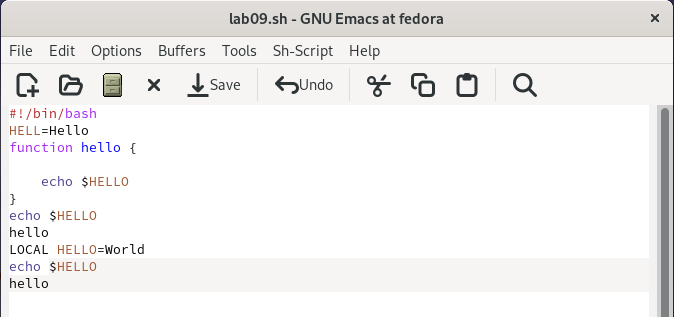 lab09.sh - GNU Emacs at fedora
File Edit Options Buffers Tools Sh-Script Help
Save Undo
#!/bin/bash
HELL=Hello
function hello {
    echo $HELLO
}
echo $HELLO
hello
LOCAL HELLO=World
echo $HELLO
hello